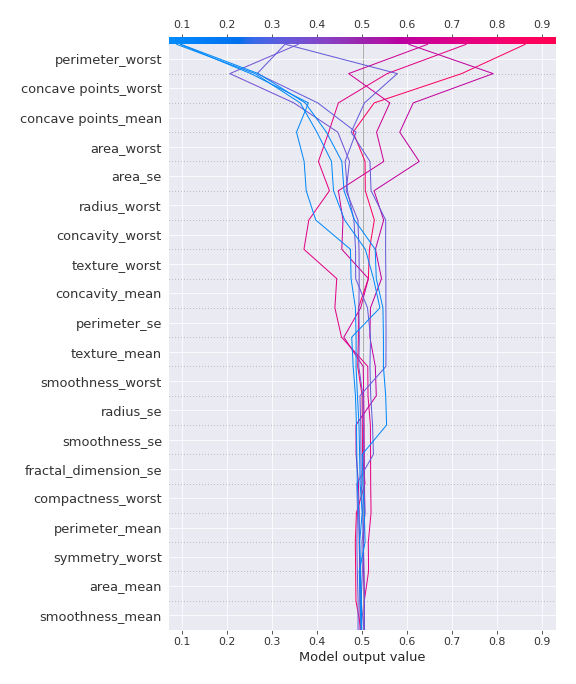 0.1 0.2 0.3 0.4 0.5 0.6 0.7 0.8 0.9
perimeter_worst
concave points_worst
concave points_mean
area_worst
area_se
radius_worst
concavity_worst
texture_worst
concavity_mean
perimeter_se
texture_mean
smoothness_worst
radius_se
smoothness_se
fractal_dimension_se
compactness_worst
perimeter_mean
symmetry_worst
area_mean
smoothness_mean
0.1 0.2 0.3 0.4 0.5 0.6 0.7 0.8 0.9
Model output value